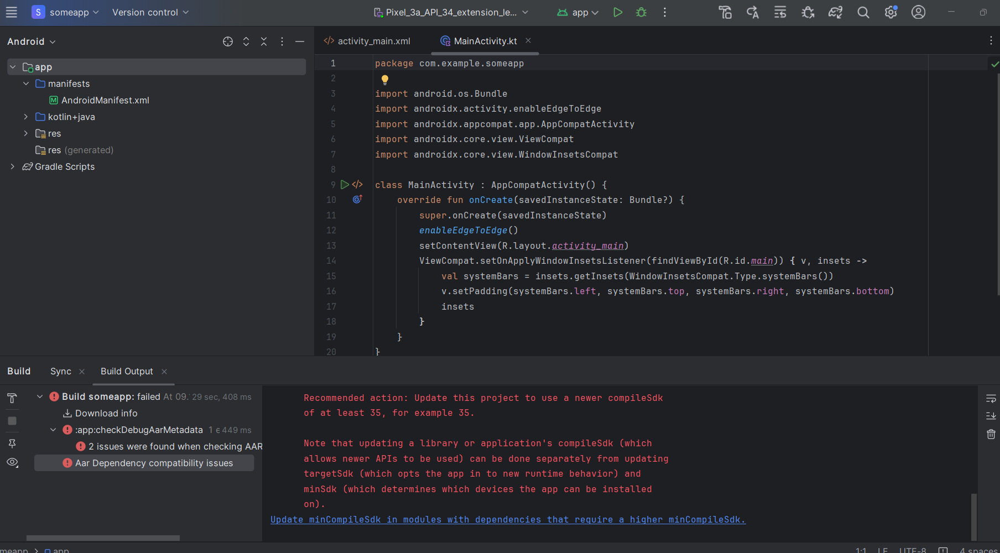 S someapp Version control Pixel_3a_API_34_extension_le... app
Android
activity_main.xml MainActivity.kt
app
manifests
AndroidManifest.xml
kotlin+java
res
res (generated)
Gradle Scripts
1 package com.example.someapp
2
3 import android.os.Bundle
4 import androidx.activity.enableEdgeToEdge
5 import androidx.appcompat.app.AppCompatActivity
6 import androidx.core.view.ViewCompat
7 import androidx.core.view.WindowInsetsCompat
8
9 class MainActivity : AppCompatActivity() {
10 override fun onCreate(savedInstanceState: Bundle?) {
11 super.onCreate(savedInstanceState)
12 enableEdgeToEdge()
13 setContentView(R.layout.activity_main)
14 ViewCompat.setOnApplyWindowInsetsListener(findViewById(R.id.main)) { v, insets ->
15 val systemBars = insets.getInsets(WindowInsetsCompat.Type.systemBars())
16 v.setPadding(systemBars.left, systemBars.top, systemBars.right, systemBars.bottom)
17 insets
18 }
19 }
20 }
Build Sync Build Output
Build someapp: failed At 09. 29 sec, 408 ms
Download info
:app:checkDebugAarMetadata 1 e 449 ms
2 issues were found when checking AAR
Aar Dependency compatibility issues
Recommended action: Update this project to use a newer compileSdk
of at least 35, for example 35.
Note that updating a library or application's compileSdk (which
allows newer APIs to be used) can be done separately from updating
targetSdk (which opts the app in to new runtime behavior) and
minSdk (which determines which devices the app can be installed
on).
Update minCompileSdk in modules with dependencies that require a higher minCompileSdk.
meapp > app 1:1 LF UTF-8 4 spaces